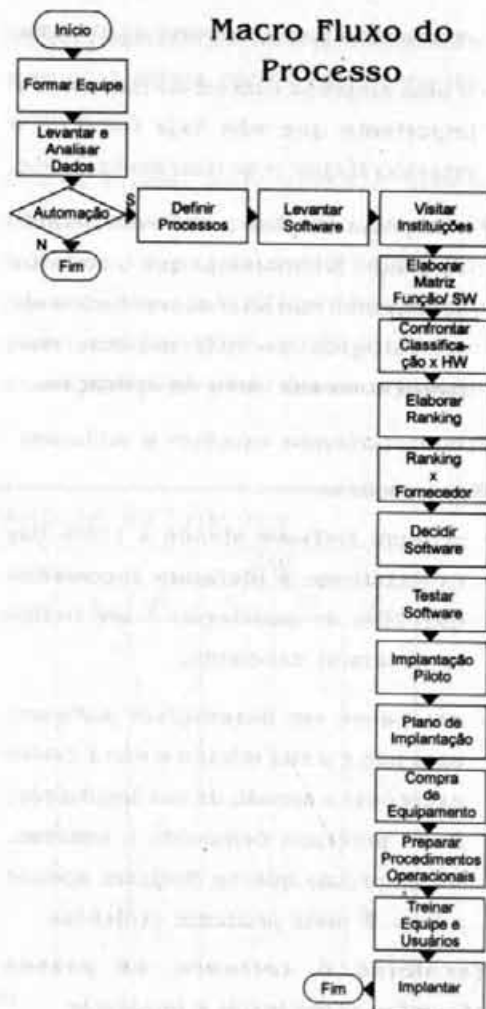 Macro Fluxo do
Processo
Início
Formar Equipe
Levantar e
Analisar
Dados
Automação
S
N
Fim
Definir
Processos
Levantar
Software
Visitar
Instituições
Elaborar
Matriz
Função/ SW
Confrontar
Classifica-
ção x HW
Elaborar
Ranking
Ranking
x
Fornecedor
Decidir
Software
Testar
Software
Implantação
Piloto
Plano de
Implantação
Compra
de
Equipamento
Preparar
Procedimentos
Operacionais
Treinar
Equipe e
Usuários
Implantar
Fim